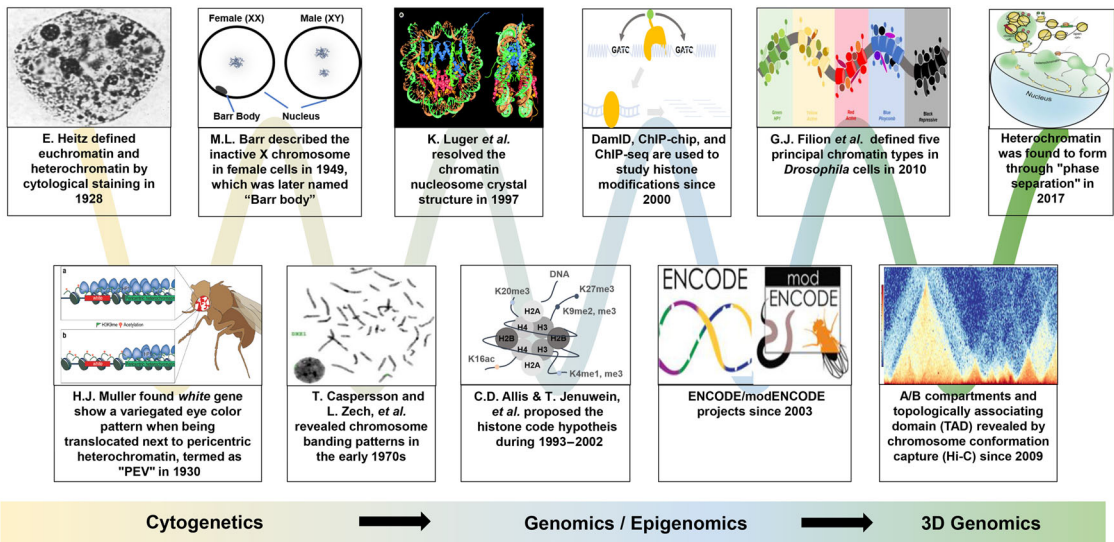 Female (XX)
Male (XY)
Barr Body
Nucleus
GATC
GATC
Nucleus
E. Heitz defined
euchromatin and
heterochromatin by
cytological staining in
1928
M.L. Barr described the
inactive X chromosome
in female cells in 1949,
which was later named
“Barr body”
K. Luger et al.
resolved the
chromatin
nucleosome crystal
structure in 1997
DamID, ChIP-chip, and
ChIP-seq are used to
study histone
modifications since
2000
G.J. Filion et al. defined five
principal chromatin types in
Drosophila cells in 2010
Heterochromatin
was found to form
through "phase
separation" in
2017
a
b
H3K9me
Acetylation
DNA
K20me3
K27me3
H2A
K9me2, me3
H4
H3
H2B
H2B
H4
H3
K16ac
H2A
K4me1, me3
ENCODE
mod
ENCODE
H.J. Muller found white gene
show a variegated eye color
pattern when being
translocated next to pericentric
heterochromatin, termed as
"PEV" in 1930
T. Caspersson and
L. Zech, et al.
revealed chromosome
banding patterns in
the early 1970s
C.D. Allis & T. Jenuwein,
et al. proposed the
histone code hypotheis
during 1993–2002
ENCODE/modENCODE
projects since 2003
A/B compartments and
topologically associating
domain (TAD) revealed by
chromosome conformation
capture (Hi-C) since 2009
Cytogenetics
Genomics / Epigenomics
3D Genomics